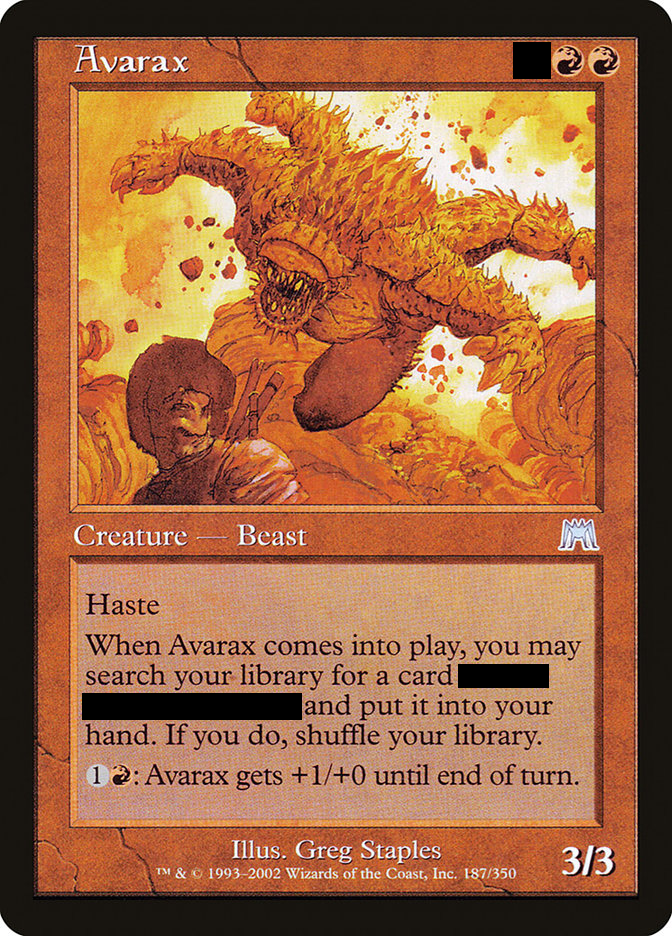 Avarax
Creature — Beast
Haste
When Avarax comes into play, you may
search your library for a card
and put it into your
hand. If you do, shuffle your library.
1 : Avarax gets +1/+0 until end of turn.
Illus. Greg Staples
™ & © 1993–2002 Wizards of the Coast, Inc. 187/350
3/3